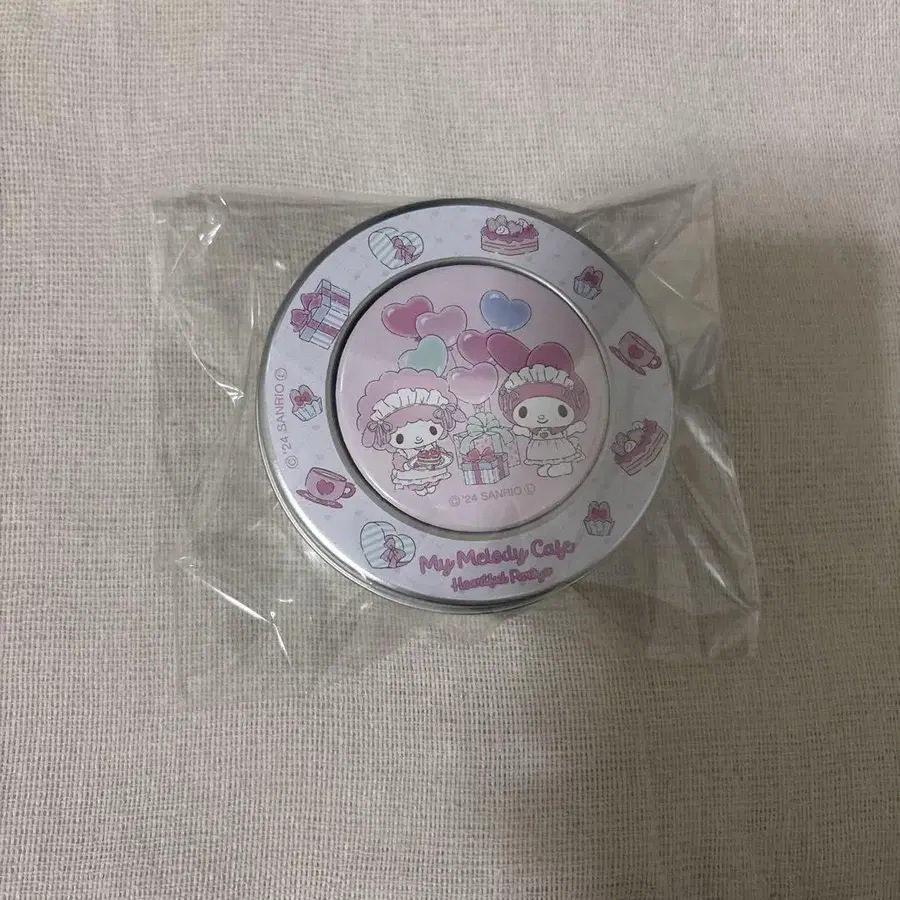 © '24 SANRIO Ⓛ
© '24 SANRIO Ⓛ
My Melody Cafe
Heartful Party